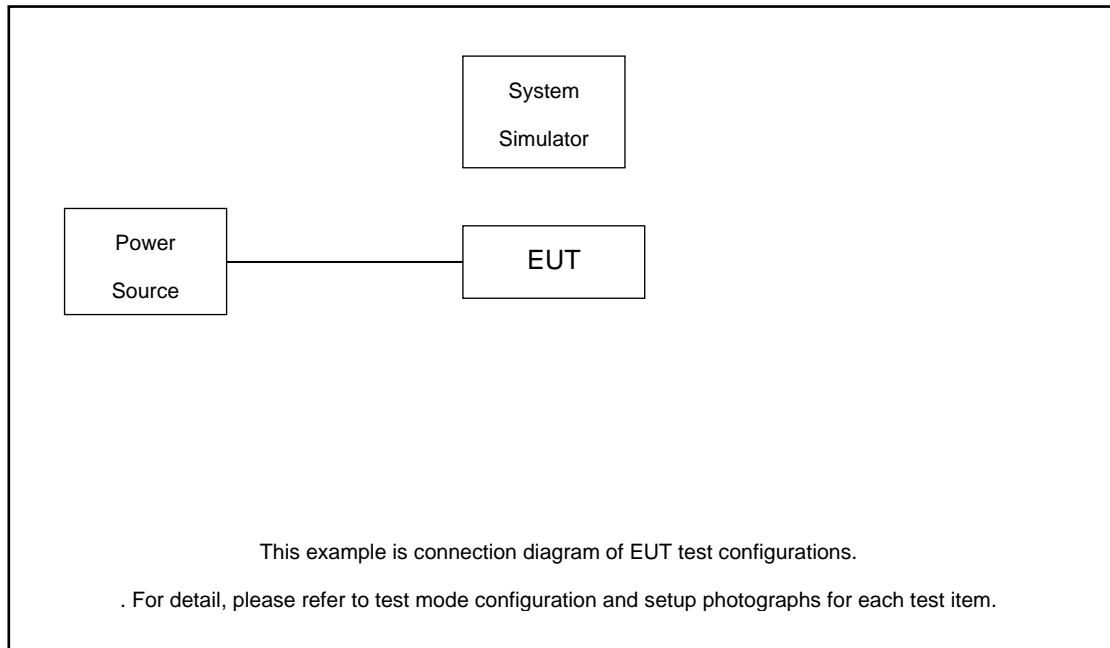 System
Simulator
Power
Source
EUT
This example is connection diagram of EUT test configurations.
. For detail, please refer to test mode configuration and setup photographs for each test item.